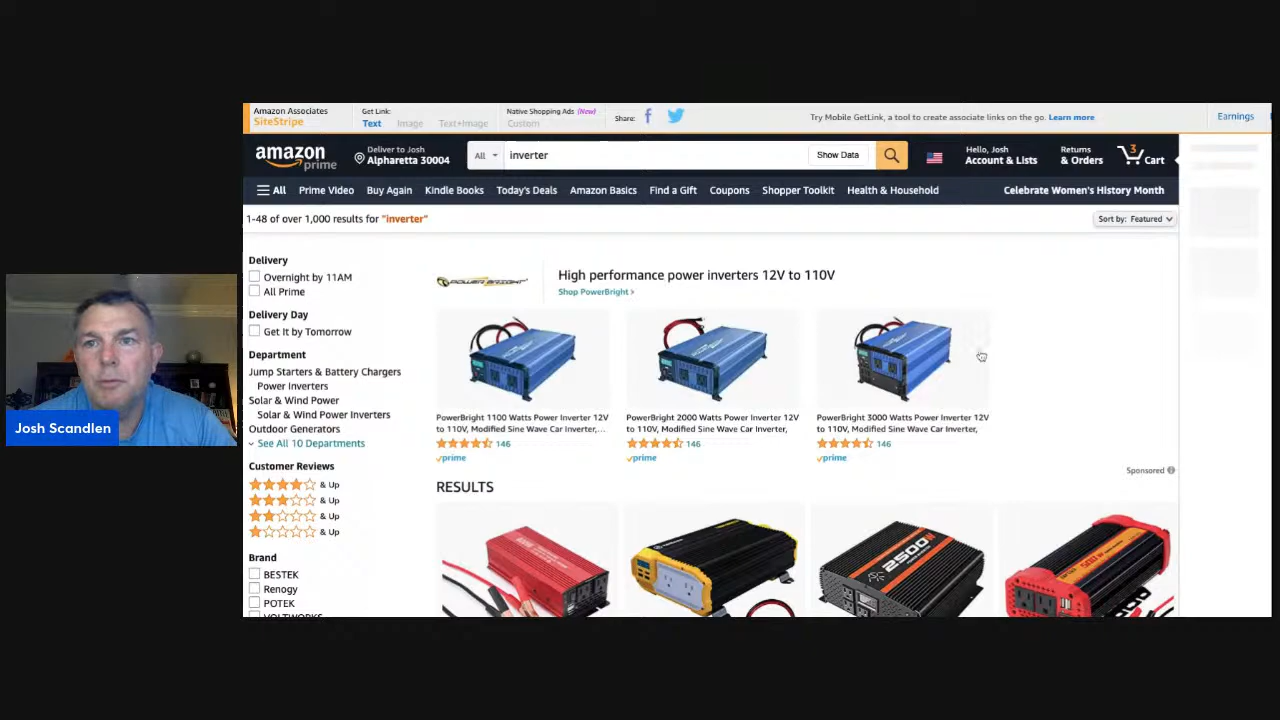 Amazon Associates
SiteStripe
Get Link:
Text Image Text+Image
Native Shopping Ads (New)
Custom
Share:
Try Mobile GetLink, a tool to create associate links on the go. Learn more
Earnings
amazon
prime
Deliver to Josh
Alpharetta 30004
All
inverter
Show Data
Hello, Josh
Account & Lists
Returns
& Orders
3
Cart
All Prime Video Buy Again Kindle Books Today's Deals Amazon Basics Find a Gift Coupons Shopper Toolkit Health & Household
Celebrate Women's History Month
1-48 of over 1,000 results for "inverter"
Sort by: Featured
Delivery
Overnight by 11AM
All Prime
Delivery Day
Get It by Tomorrow
Department
Jump Starters & Battery Chargers
Power Inverters
Solar & Wind Power
Solar & Wind Power Inverters
Outdoor Generators
See All 10 Departments
Customer Reviews
& Up
& Up
& Up
& Up
Brand
BESTEK
Renogy
POTEK
VOLTWORKS
POWER BRIGHT
High performance power inverters 12V to 110V
Shop PowerBright >
PowerBright 1100 Watts Power Inverter 12V
to 110V, Modified Sine Wave Car Inverter,...
146
prime
PowerBright 2000 Watts Power Inverter 12V
to 110V, Modified Sine Wave Car Inverter,
146
prime
PowerBright 3000 Watts Power Inverter 12V
to 110V, Modified Sine Wave Car Inverter,
146
prime
Sponsored
RESULTS
2500W
Josh Scandlen